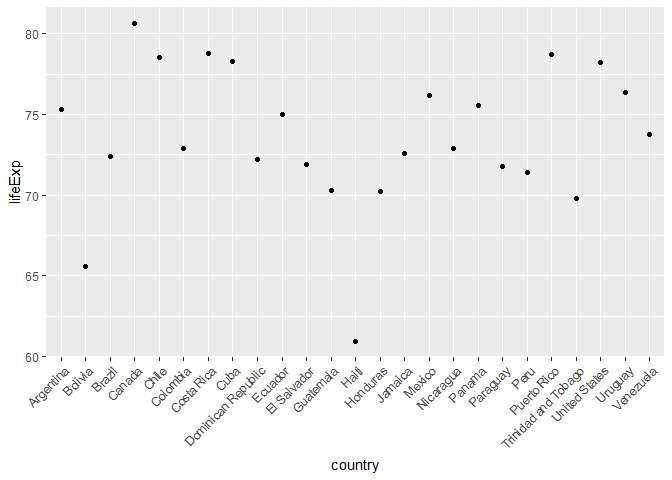 80
75
70
65
60
lifeExp
Argentina
Bolivia
Brazil
Canada
Chile
Colombia
Costa Rica
Cuba
Dominican Republic
Ecuador
El Salvador
Guatemala
Haiti
Honduras
Jamaica
Mexico
Nicaragua
Panama
Paraguay
Peru
Puerto Rico
Trinidad and Tobago
United States
Uruguay
Venezuela
country